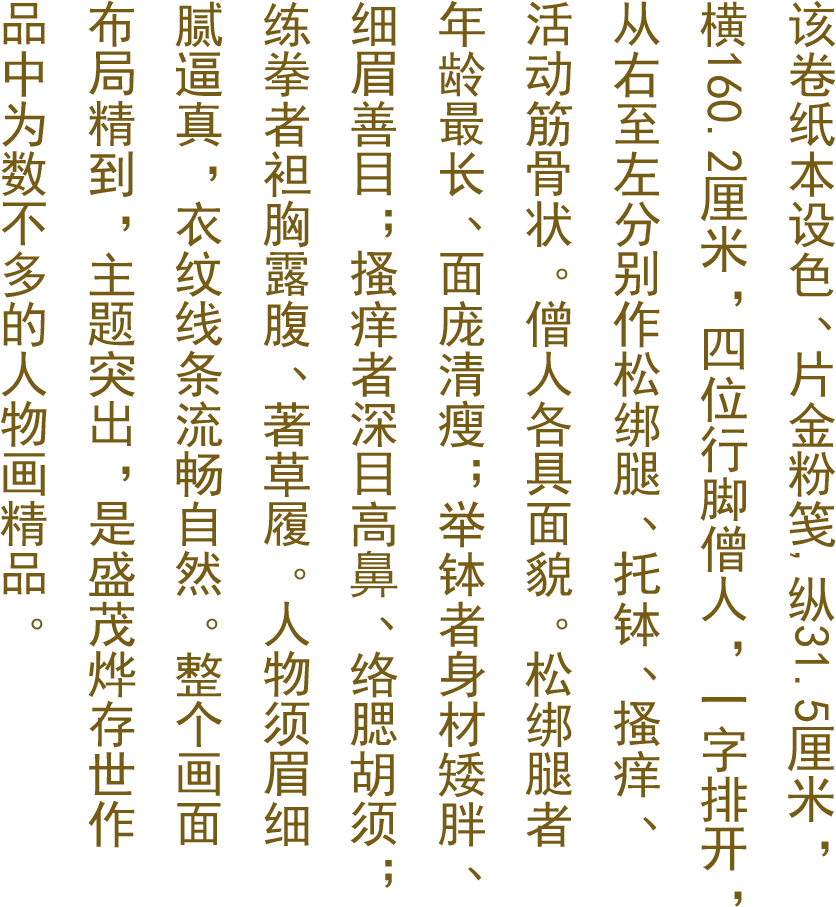 该卷纸本设色、片金粉笺,纵31.5厘米，
横160.2厘米，四位行脚僧人，一字排开，
从右至左分别作松绑腿、托钵、搔痒、
活动筋骨状。僧人各具面貌。松绑腿者
年龄最长、面庞清瘦；举钵者身材矮胖、
细眉善目；搔痒者深目高鼻、络腮胡须；
练拳者袒胸露腹、著草履。人物须眉细
腻逼真，衣纹线条流畅自然。整个画面
布局精到，主题突出，是盛茂烨存世作
品中为数不多的人物画精品。